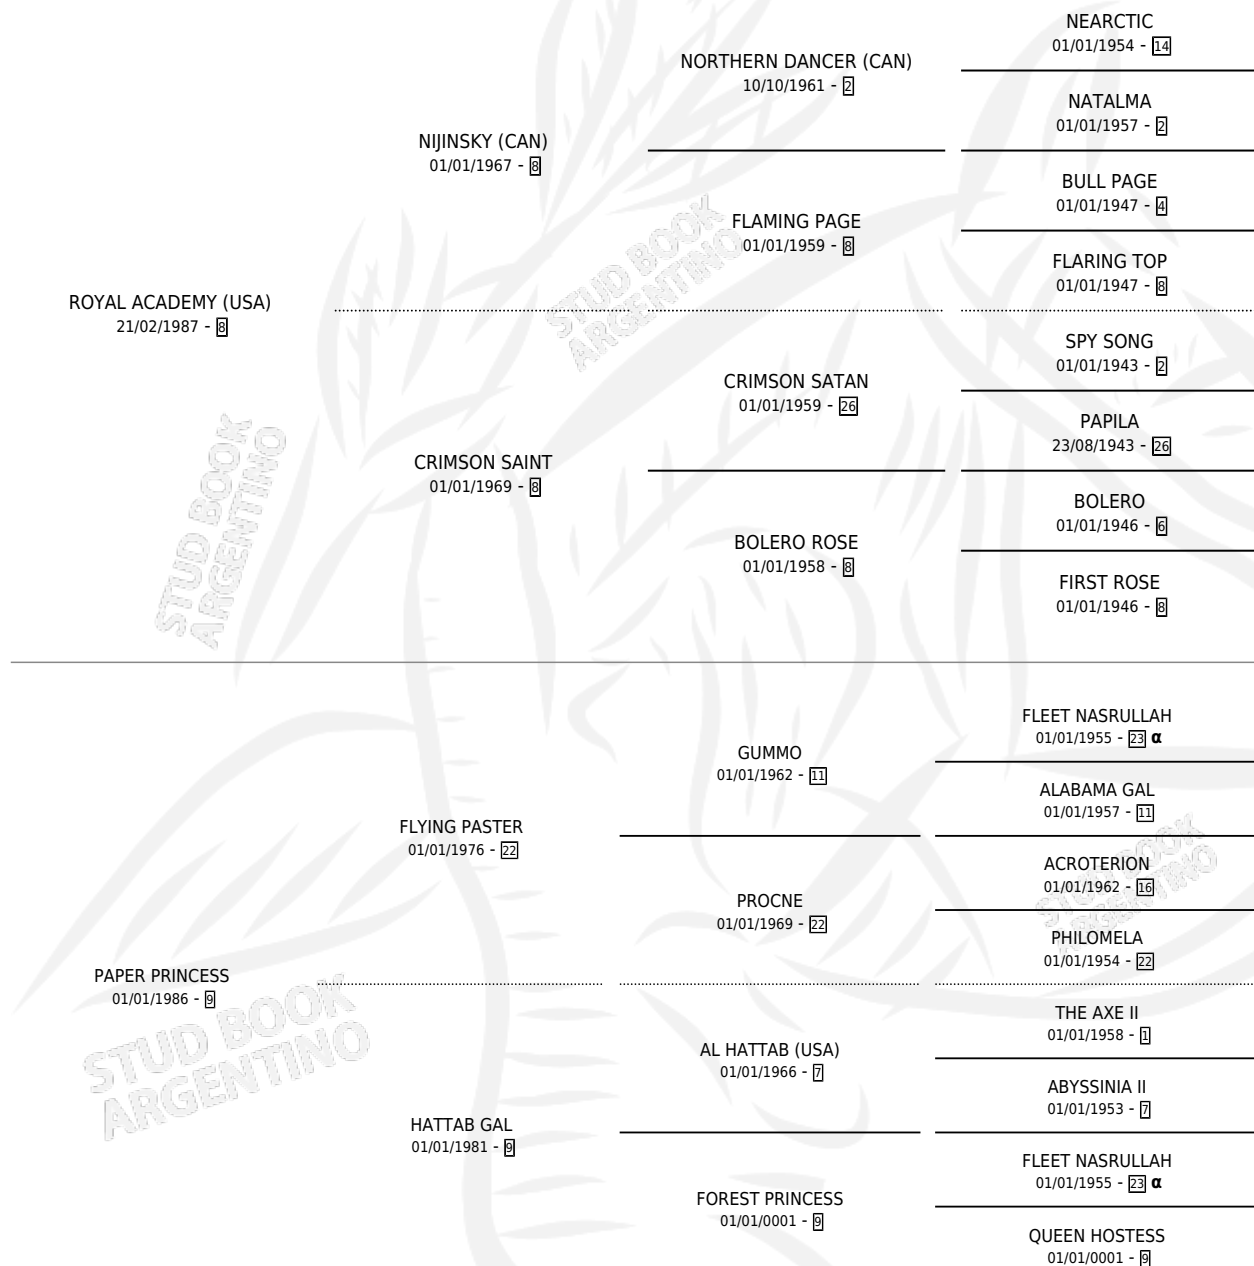 NEARCTIC
01/01/1954 - 14
NORTHERN DANCER (CAN)
10/10/1961 - 2
NATALMA
01/01/1957 - 2
NIJINSKY (CAN)
01/01/1967 - 8
BULL PAGE
01/01/1947 - 4
FLAMING PAGE
01/01/1959 - 8
FLARING TOP
01/01/1947 - 8
ROYAL ACADEMY (USA)
21/02/1987 - 8
SPY SONG
01/01/1943 - 2
CRIMSON SATAN
01/01/1959 - 26
PAPILA
23/08/1943 - 26
CRIMSON SAINT
01/01/1969 - 8
BOLERO
01/01/1946 - 6
BOLERO ROSE
01/01/1958 - 8
FIRST ROSE
01/01/1946 - 8
FLEET NASRULLAH
01/01/1955 - 23 α
GUMMO
01/01/1962 - 11
ALABAMA GAL
01/01/1957 - 11
FLYING PASTER
01/01/1976 - 22
ACROTERION
01/01/1962 - 16
PROCNE
01/01/1969 - 22
PHILOMELA
01/01/1954 - 22
PAPER PRINCESS
01/01/1986 - 9
THE AXE II
01/01/1958 - 1
AL HATTAB (USA)
01/01/1966 - 7
ABYSSINIA II
01/01/1953 - 7
HATTAB GAL
01/01/1981 - 9
FLEET NASRULLAH
01/01/1955 - 23 α
FOREST PRINCESS
01/01/0001 - 9
QUEEN HOSTESS
01/01/0001 - 9
STUD BOOK
ARGENTINO
STUD BOOK
ARGENTINO
STUD BOOK
ARGENTINO
STUD BOOK
ARGENTINO